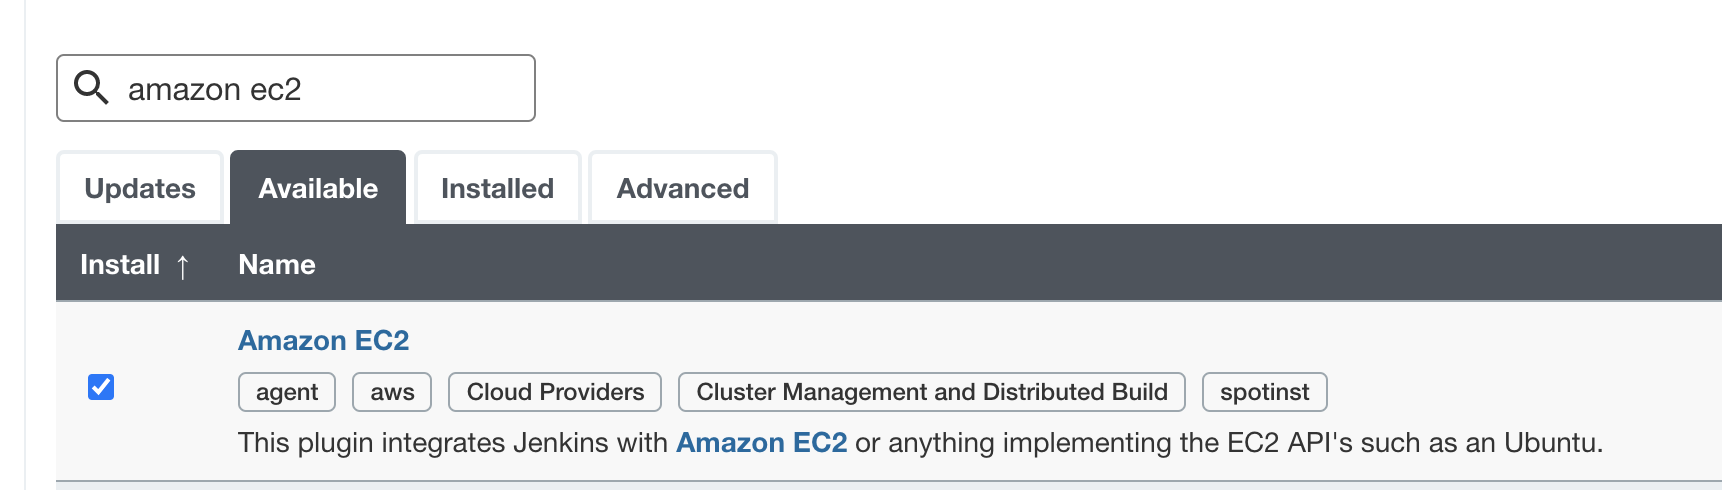 amazon ec2
Updates Available Installed Advanced
Install ↑ Name
Amazon EC2
agent aws Cloud Providers Cluster Management and Distributed Build spotinst
This plugin integrates Jenkins with Amazon EC2 or anything implementing the EC2 API's such as an Ubuntu.